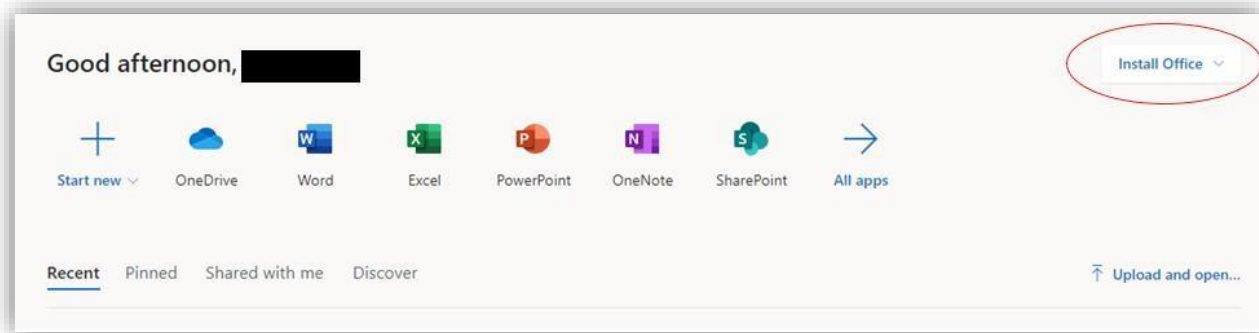 Good afternoon,
Install Office
W
X
P
N
S
Start new
OneDrive
Word
Excel
PowerPoint
OneNote
SharePoint
All apps
Recent
Pinned
Shared with me
Discover
Upload and open...